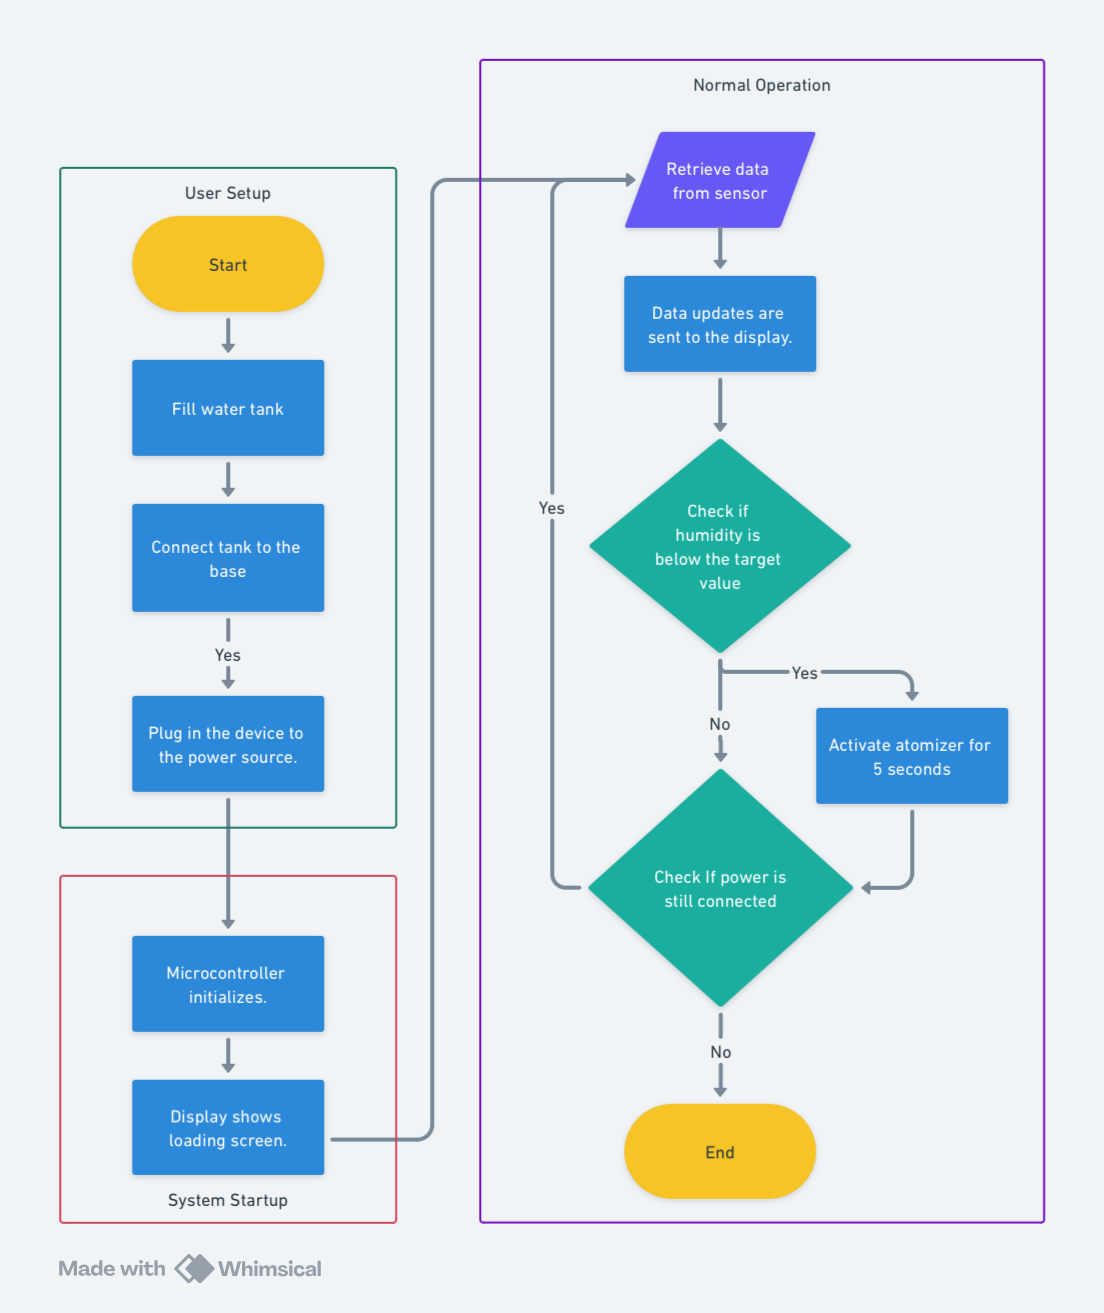 User Setup
Start
Fill water tank
Connect tank to the
base
Yes
Plug in the device to
the power source.
Microcontroller
initializes.
Display shows
loading screen.
System Startup
Normal Operation
Retrieve data
from sensor
Data updates are
sent to the display.
Check if
humidity is
below the target
value
Yes
No
Activate atomizer for
5 seconds
Check If power is
still connected
Yes
No
End
Made with Whimsical